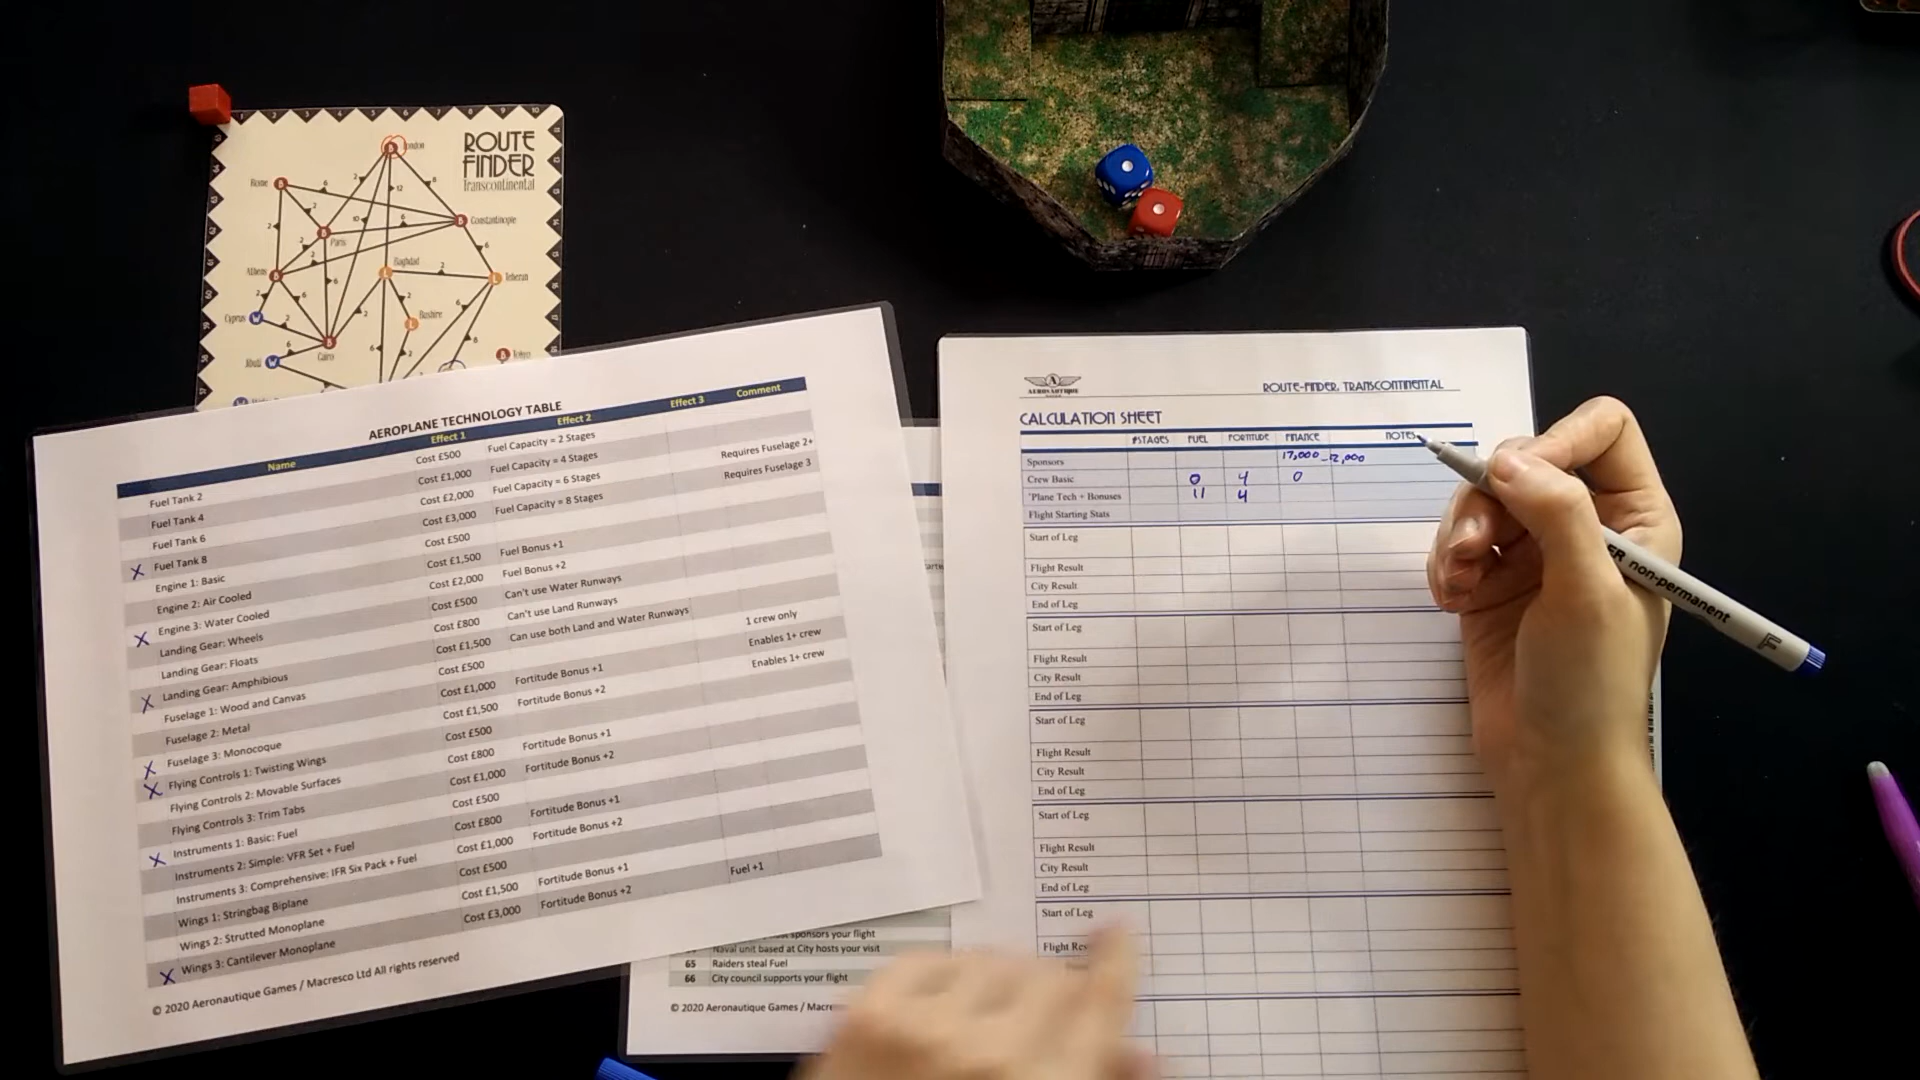 ROUTE
FINDER
Transcontinental
London
Rome
Constantinople
Paris
Athens
Baghdad
Teheran
Cyprus
Bushire
Cairo
Tokyo
AEROPLANE TECHNOLOGY TABLE
Name Effect 1 Effect 2 Effect 3 Comment
Fuel Tank 2 Cost £500 Fuel Capacity = 2 Stages
Fuel Tank 4 Cost £1,000 Fuel Capacity = 4 Stages
Fuel Tank 6 Cost £2,000 Fuel Capacity = 6 Stages Requires Fuselage 2+
X Fuel Tank 8 Cost £3,000 Fuel Capacity = 8 Stages Requires Fuselage 3
Engine 1: Basic Cost £500
Engine 2: Air Cooled Cost £1,500 Fuel Bonus +1
X Engine 3: Water Cooled Cost £2,000 Fuel Bonus +2
Landing Gear: Wheels Cost £500 Can't use Water Runways
Landing Gear: Floats Cost £800 Can't use Land Runways
X Landing Gear: Amphibious Cost £1,500 Can use both Land and Water Runways
Fuselage 1: Wood and Canvas Cost £500 1 crew only
Fuselage 2: Metal Cost £1,000 Fortitude Bonus +1 Enables 1+ crew
X Fuselage 3: Monocoque Cost £1,500 Fortitude Bonus +2 Enables 1+ crew
X Flying Controls 1: Twisting Wings Cost £500
Flying Controls 2: Movable Surfaces Cost £800 Fortitude Bonus +1
Flying Controls 3: Trim Tabs Cost £1,000 Fortitude Bonus +2
X Instruments 1: Basic: Fuel Cost £500
Instruments 2: Simple: VFR Set + Fuel Cost £800 Fortitude Bonus +1
Instruments 3: Comprehensive: IFR Six Pack + Fuel Cost £1,000 Fortitude Bonus +2
Wings 1: Stringbag Biplane Cost £500
Wings 2: Strutted Monoplane Cost £1,500 Fortitude Bonus +1
X Wings 3: Cantilever Monoplane Cost £3,000 Fortitude Bonus +2 Fuel +1
© 2020 Aeronautique Games / Macresco Ltd All rights reserved
sponsors your flight
Naval unit based at City hosts your visit
65 Raiders steal Fuel
66 City council supports your flight
© 2020 Aeronautique Games /
AERONAUTIQUE
ROUTE-FINDER, TRANSCONTINENTAL
CALCULATION SHEET
#STAGES FUEL FORTITUDE FINANCE NOTES
Sponsors 17,000 -12,000
Crew Basic 0 4 0
'Plane Tech + Bonuses 11 4
Flight Starting Stats
Start of Leg
Flight Result
City Result
End of Leg
Start of Leg
Flight Result
City Result
End of Leg
Start of Leg
Flight Result
City Result
End of Leg
Start of Leg
Flight Result
City Result
End of Leg
Start of Leg
Flight
non-permanent
F